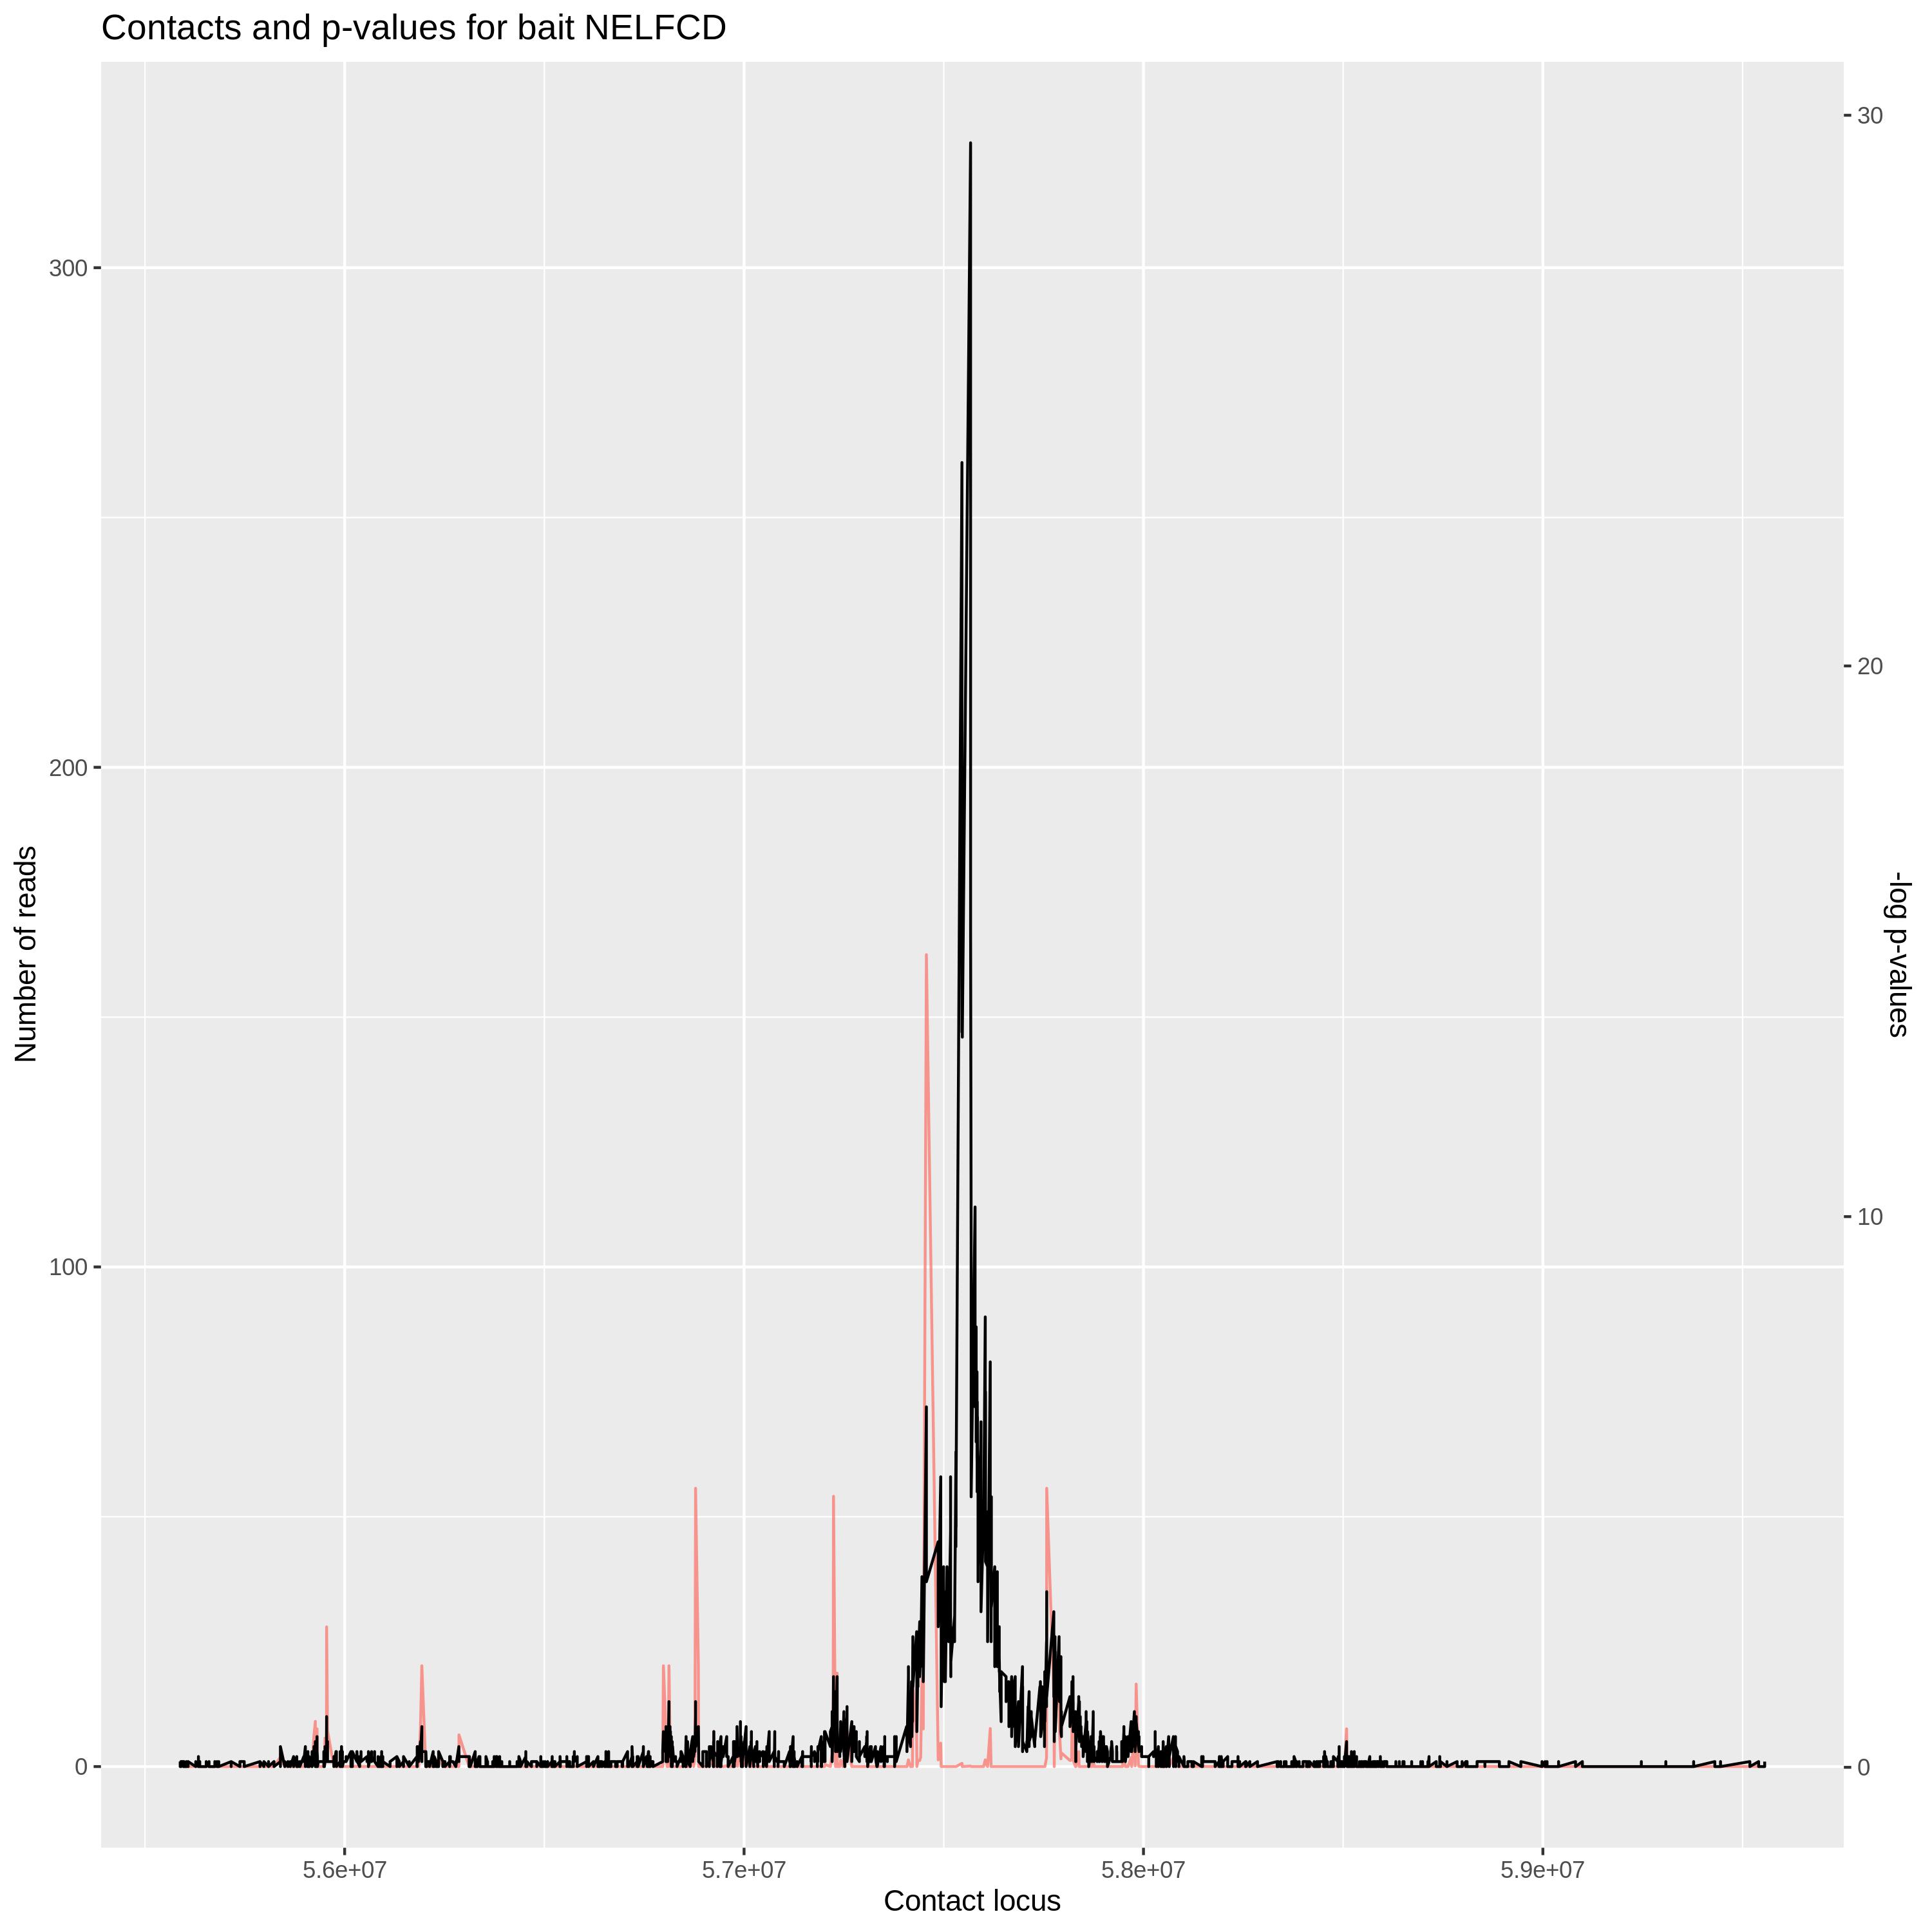 Contacts and p-values for bait NELFCD
300
200
100
0
30
20
10
0
Number of reads
-log p-values
5.6e+07 5.7e+07 5.8e+07 5.9e+07
Contact locus